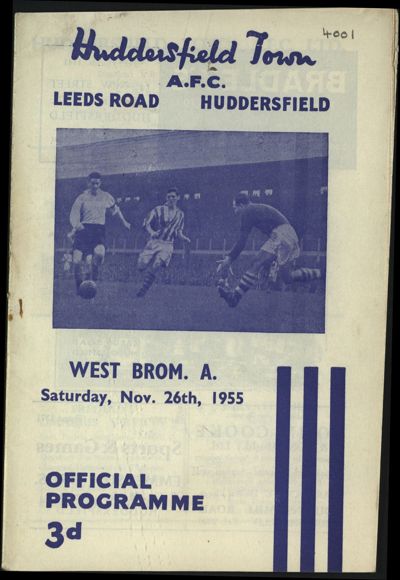 4001
Huddersfield Town
A.F.C.
LEEDS ROAD HUDDERSFIELD
WEST BROM. A.
Saturday, Nov. 26th, 1955
OFFICIAL
PROGRAMME
3d